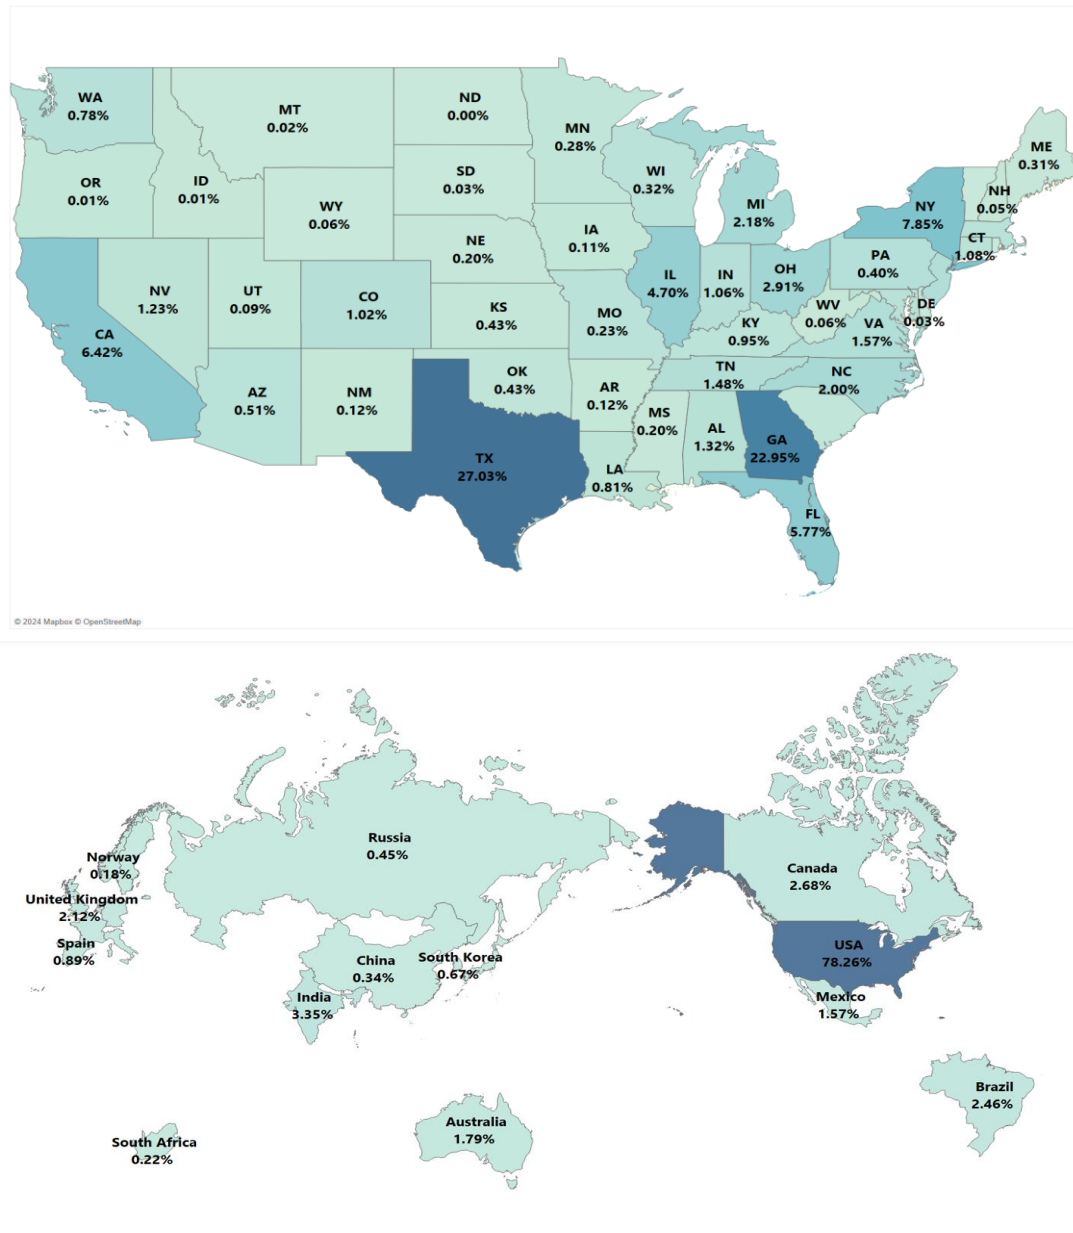 WA
0.78%
MT
0.02%
ND
0.00%
MN
0.28%
ME
0.31%
OR
0.01%
ID
0.01%
WY
0.06%
SD
0.03%
WI
0.32%
MI
2.18%
NY
7.85%
NH
0.05%
CT
1.08%
NE
0.20%
IA
0.11%
PA
0.40%
NV
1.23%
UT
0.09%
CO
1.02%
KS
0.43%
MO
0.23%
IL
4.70%
IN
1.06%
OH
2.91%
WV
0.06%
VA
1.57%
DE
0.03%
CA
6.42%
KY
0.95%
AZ
0.51%
NM
0.12%
OK
0.43%
AR
0.12%
TN
1.48%
NC
2.00%
MS
0.20%
AL
1.32%
GA
22.95%
TX
27.03%
LA
0.81%
FL
5.77%
© 2024 Mapbox © OpenStreetMap
Russia
0.45%
Norway
0.18%
United Kingdom
2.12%
Spain
0.89%
China
0.34%
South Korea
0.67%
India
3.35%
Canada
2.68%
USA
78.26%
Mexico
1.57%
Brazil
2.46%
Australia
1.79%
South Africa
0.22%